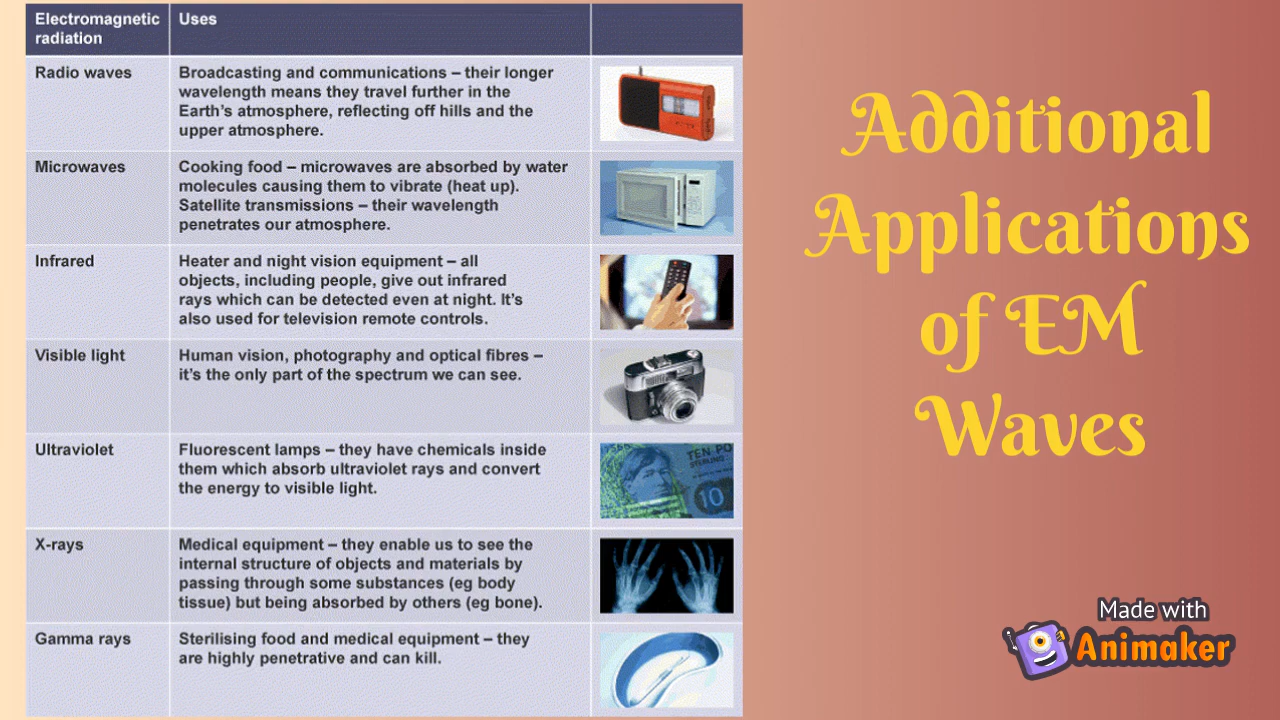 Electromagnetic
radiation
Uses
Radio waves
Broadcasting and communications – their longer
wavelength means they travel further in the
Earth's atmosphere, reflecting off hills and the
upper atmosphere.
Microwaves
Cooking food – microwaves are absorbed by water
molecules causing them to vibrate (heat up).
Satellite transmissions – their wavelength
penetrates our atmosphere.
Infrared
Heater and night vision equipment – all
objects, including people, give out infrared
rays which can be detected even at night. It's
also used for television remote controls.
Visible light
Human vision, photography and optical fibres –
it's the only part of the spectrum we can see.
Ultraviolet
Fluorescent lamps – they have chemicals inside
them which absorb ultraviolet rays and convert
the energy to visible light.
TEN PO
STERLING
10
X-rays
Medical equipment – they enable us to see the
internal structure of objects and materials by
passing through some substances (eg body
tissue) but being absorbed by others (eg bone).
Gamma rays
Sterilising food and medical equipment – they
are highly penetrative and can kill.
Additional
Applications
of EM
Waves
Made with
Animaker